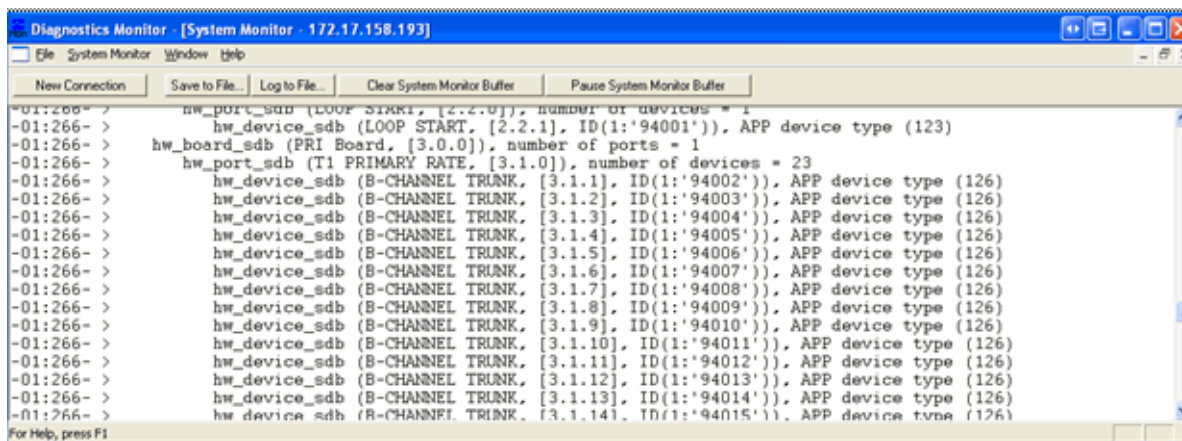 Diagnostics Monitor - [System Monitor - 172.17.158.193]
File System Monitor Window Help
New Connection Save to File... Log to File... Clear System Monitor Buffer Pause System Monitor Buffer
-01:266- > hw_port_sdb (LOOP START, [2.2.0]), number of devices = 1
-01:266- > hw_device_sdb (LOOP START, [2.2.1], ID(1:'94001')), APP device type (123)
-01:266- > hw_board_sdb (PRI Board, [3.0.0]), number of ports = 1
-01:266- > hw_port_sdb (T1 PRIMARY RATE, [3.1.0]), number of devices = 23
-01:266- > hw_device_sdb (B-CHANNEL TRUNK, [3.1.1], ID(1:'94002')), APP device type (126)
-01:266- > hw_device_sdb (B-CHANNEL TRUNK, [3.1.2], ID(1:'94003')), APP device type (126)
-01:266- > hw_device_sdb (B-CHANNEL TRUNK, [3.1.3], ID(1:'94004')), APP device type (126)
-01:266- > hw_device_sdb (B-CHANNEL TRUNK, [3.1.4], ID(1:'94005')), APP device type (126)
-01:266- > hw_device_sdb (B-CHANNEL TRUNK, [3.1.5], ID(1:'94006')), APP device type (126)
-01:266- > hw_device_sdb (B-CHANNEL TRUNK, [3.1.6], ID(1:'94007')), APP device type (126)
-01:266- > hw_device_sdb (B-CHANNEL TRUNK, [3.1.7], ID(1:'94008')), APP device type (126)
-01:266- > hw_device_sdb (B-CHANNEL TRUNK, [3.1.8], ID(1:'94009')), APP device type (126)
-01:266- > hw_device_sdb (B-CHANNEL TRUNK, [3.1.9], ID(1:'94010')), APP device type (126)
-01:266- > hw_device_sdb (B-CHANNEL TRUNK, [3.1.10], ID(1:'94011')), APP device type (126)
-01:266- > hw_device_sdb (B-CHANNEL TRUNK, [3.1.11], ID(1:'94012')), APP device type (126)
-01:266- > hw_device_sdb (B-CHANNEL TRUNK, [3.1.12], ID(1:'94013')), APP device type (126)
-01:266- > hw_device_sdb (B-CHANNEL TRUNK, [3.1.13], ID(1:'94014')), APP device type (126)
-01:266- > hw_device_sdb (B-CHANNEL TRUNK, [3.1.14], ID(1:'94015')), APP device type (126)
For Help, press F1